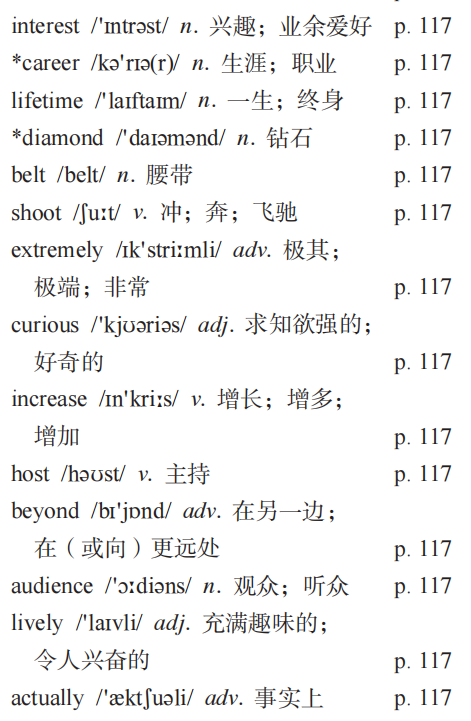 interest /'ɪntrəst/ n. 兴趣；业余爱好 p. 117
*career /kə'rɪə(r)/ n. 生涯；职业 p. 117
lifetime /'laɪftaɪm/ n. 一生；终身 p. 117
*diamond /'daɪəmənd/ n. 钻石 p. 117
belt /belt/ n. 腰带 p. 117
shoot /ʃuːt/ v. 冲；奔；飞驰 p. 117
extremely /ɪk'striːmli/ adv. 极其；
极端；非常 p. 117
curious /'kjʊəriəs/ adj. 求知欲强的；
好奇的 p. 117
increase /ɪn'kriːs/ v. 增长；增多；
增加 p. 117
host /həʊst/ v. 主持 p. 117
beyond /bɪ'jɒnd/ adv. 在另一边；
在（或向）更远处 p. 117
audience /'ɔːdiəns/ n. 观众；听众 p. 117
lively /'laɪvli/ adj. 充满趣味的；
令人兴奋的 p. 117
actually /'æktʃuəli/ adv. 事实上 p. 117